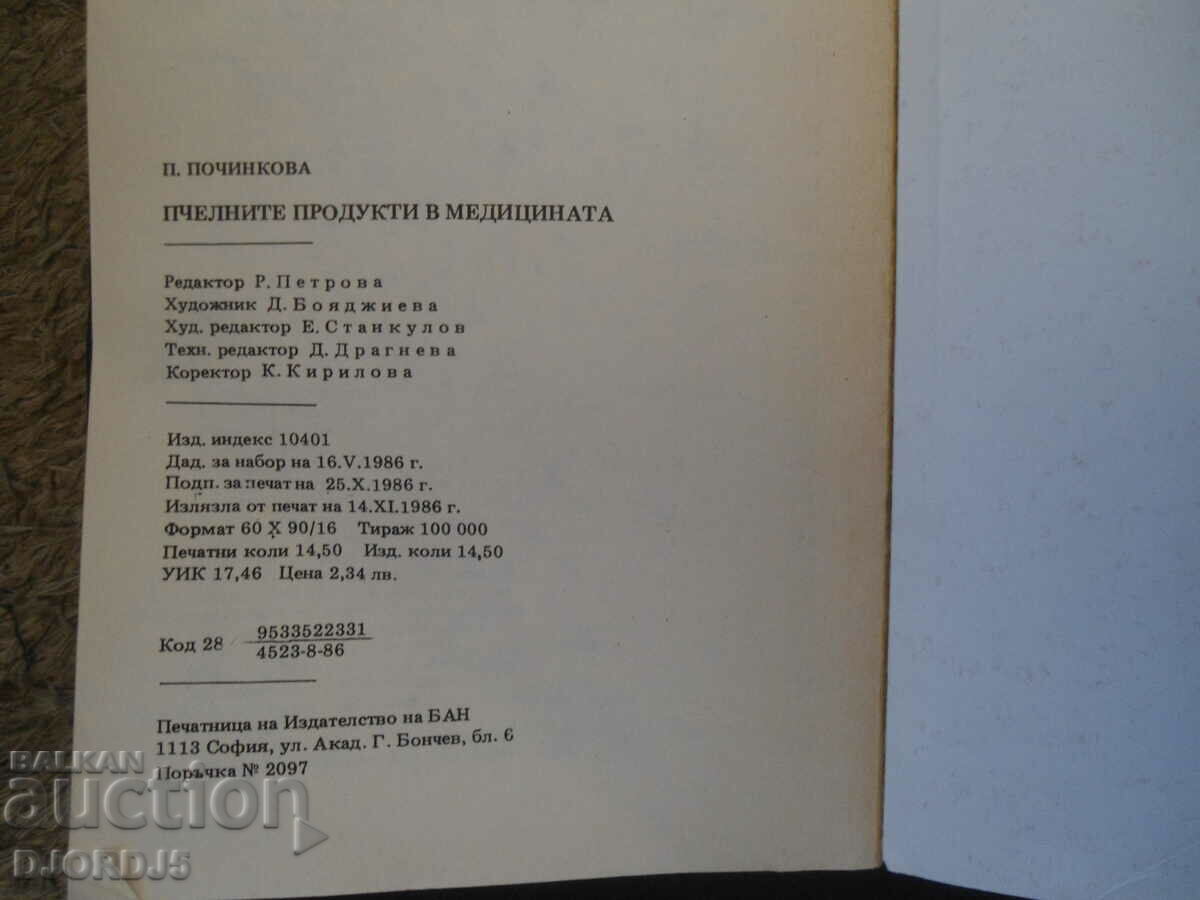 П. ПОЧИНКОВА
ПЧЕЛНИТЕ ПРОДУКТИ В МЕДИЦИНАТА
Редактор Р. Петрова
Художник Д. Бояджиева
Худ. редактор Е. Станкулов
Техн. редактор Д. Драгнева
Коректор К. Кирилова
Изд. индекс 10401
Дад. за набор на 16.V.1986 г.
Подп. за печат на 25.X.1986 г.
Излязла от печат на 14.XI.1986 г.
Формат 60 X 90/16 Тираж 100 000
Печатни коли 14,50 Изд. коли 14,50
УИК 17,46 Цена 2,34 лв.
Код 28 9533522331
4523-8-86
Печатница на Издателство на БАН
1113 София, ул. Акад. Г. Бончев, бл. 6
Поръчка № 2097
BALKAN
auction
DJORDJ5